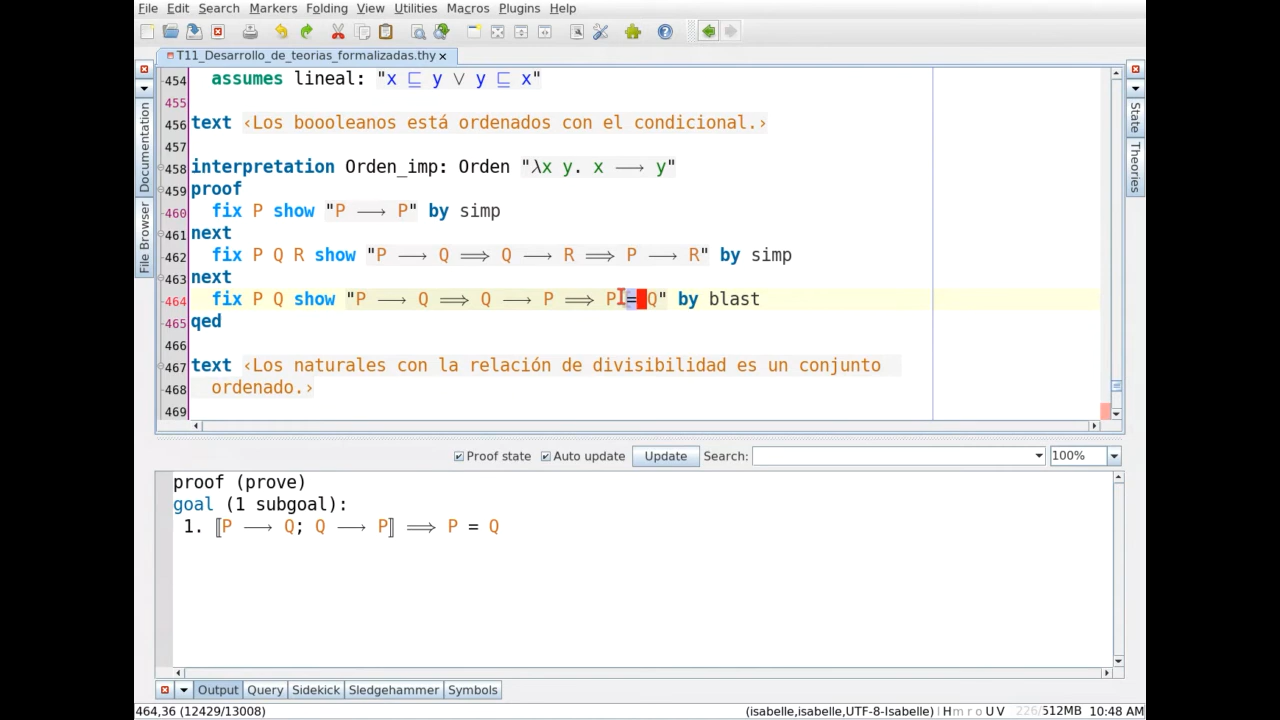 File Edit Search Markers Folding View Utilities Macros Plugins Help
T11_Desarrollo_de_teorias_formalizadas.thy
454 assumes lineal: "x ⊑ y ∨ y ⊑ x"
455
456 text ‹Los boooleanos está ordenados con el condicional.›
457
458 interpretation Orden_imp: Orden "λx y. x ⟶ y"
459 proof
460 fix P show "P ⟶ P" by simp
461 next
462 fix P Q R show "P ⟶ Q ⟹ Q ⟶ R ⟹ P ⟶ R" by simp
463 next
464 fix P Q show "P ⟶ Q ⟹ Q ⟶ P ⟹ P = Q" by blast
465 qed
466
467 text ‹Los naturales con la relación de divisibilidad es un conjunto
468 ordenado.›
469
Documentation
File Browser
State
Theories
Proof state Auto update Update Search: 100%
proof (prove)
goal (1 subgoal):
1. ⟦P ⟶ Q; Q ⟶ P⟧ ⟹ P = Q
Output Query Sidekick Sledgehammer Symbols
464,36 (12429/13008) (isabelle,isabelle,UTF-8-Isabelle) H m r o U V 226/512MB 10:48 AM